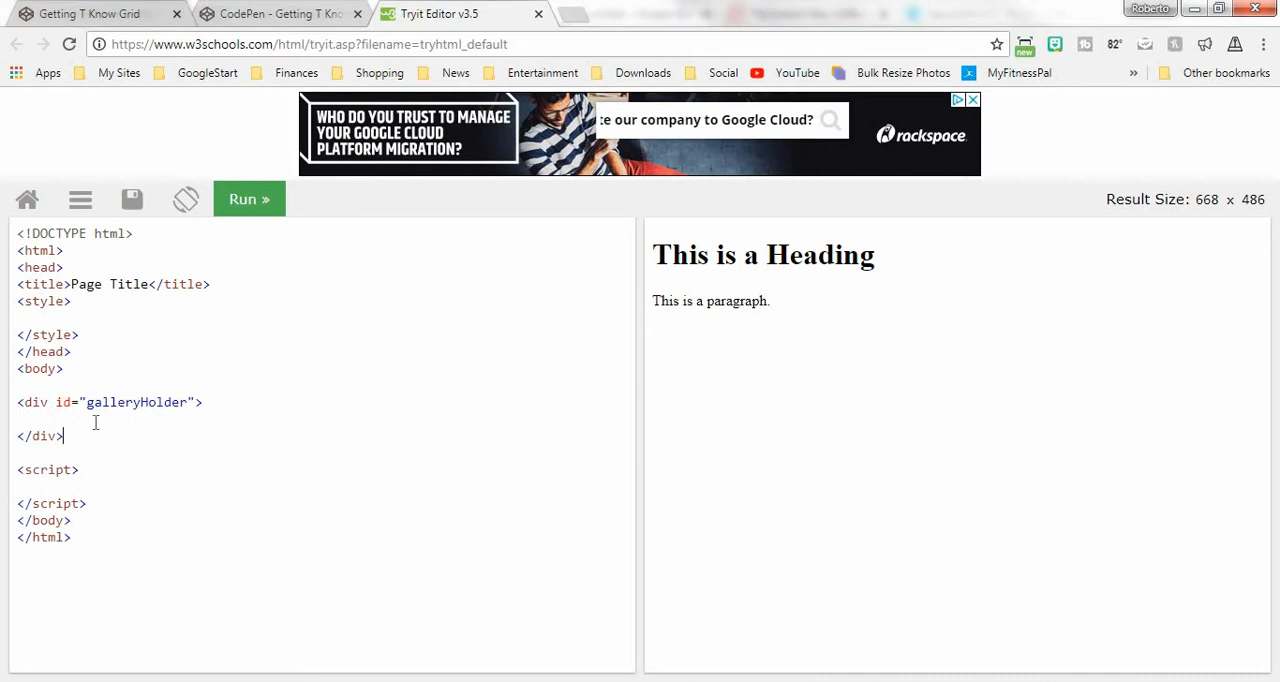 Getting T Know Grid
CodePen - Getting T Kno
Tryit Editor v3.5
Roberto
https://www.w3schools.com/html/tryit.asp?filename=tryhtml_default
new
82°
Apps
My Sites
GoogleStart
Finances
Shopping
News
Entertainment
Downloads
Social
YouTube
Bulk Resize Photos
MyFitnessPal
»
Other bookmarks
WHO DO YOU TRUST TO MANAGE
YOUR GOOGLE CLOUD
PLATFORM MIGRATION?
te our company to Google Cloud?
rackspace.
Run »
Result Size: 668 x 486
<!DOCTYPE html>
<html>
<head>
<title>Page Title</title>
<style>
</style>
</head>
<body>
<div id="galleryHolder">
</div>
<script>
</script>
</body>
</html>
This is a Heading
This is a paragraph.